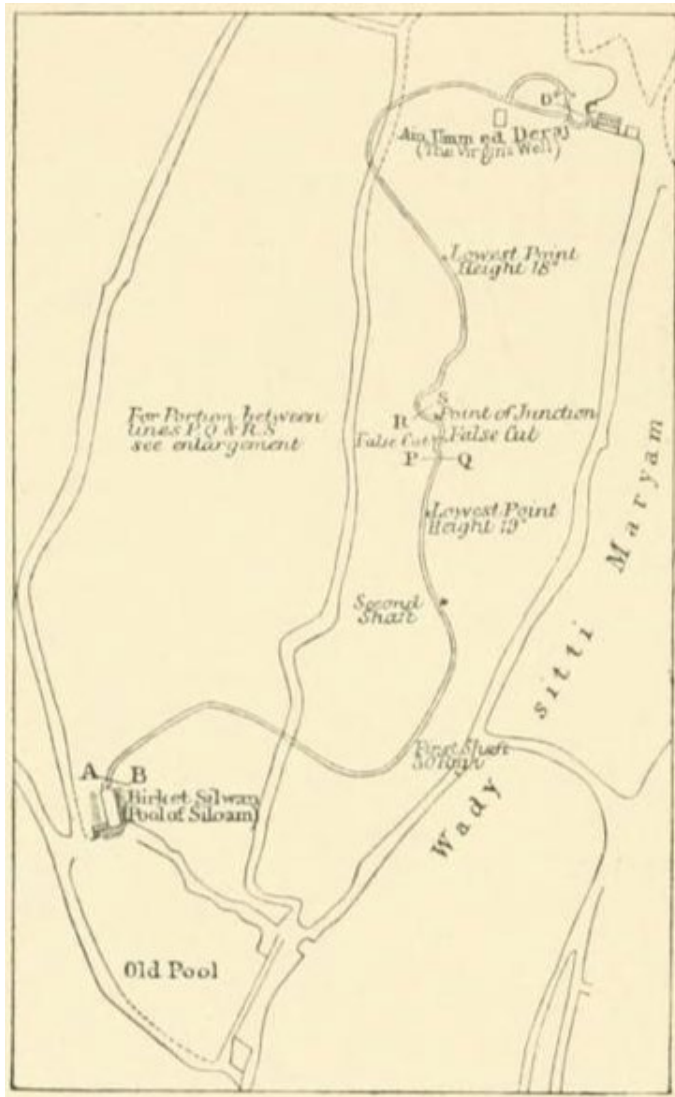 D
Ain Umm ed Deraj
(The Virgins Well)
Lowest Point
Height 18"
For Portion between
lines P.Q & R.S
see enlargement
S
R
Point of Junction
False Cut
False Cut
P
Q
Lowest Point
Height 19"
Second
Shaft
First Shaft
A
B
Birket Silwan
(Pool of Siloam)
Wady sitti Maryam
Old Pool